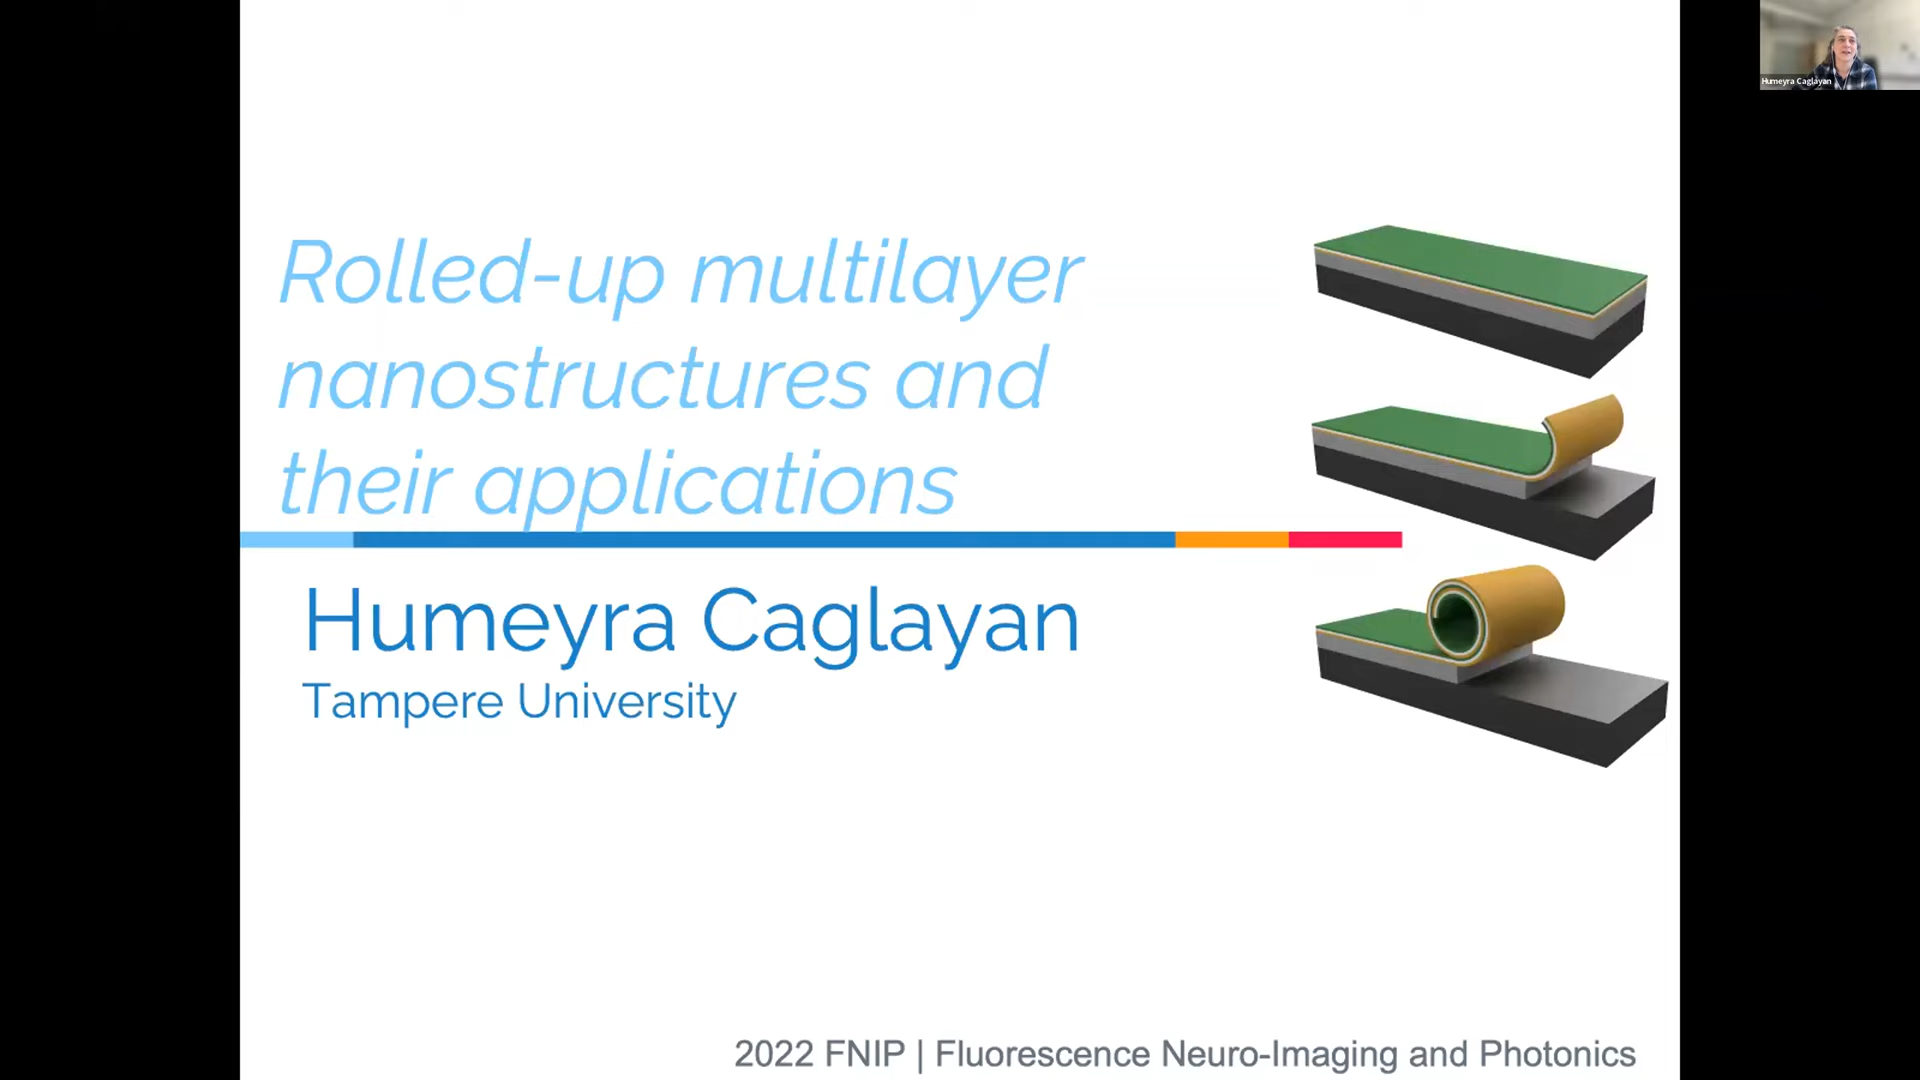 Humeyra Caglayan
Rolled-up multilayer
nanostructures and
their applications
Humeyra Caglayan
Tampere University
2022 FNIP | Fluorescence Neuro-Imaging and Photonics